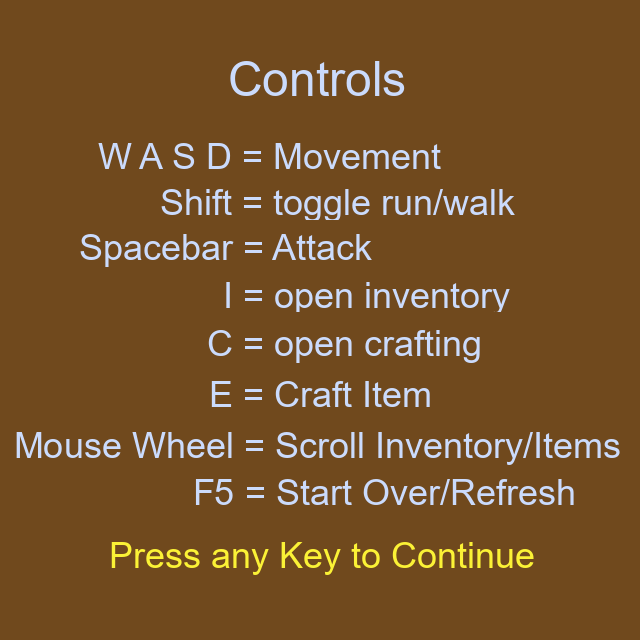 Controls
W A S D = Movement
Shift = toggle run/walk
Spacebar = Attack
I = open inventory
C = open crafting
E = Craft Item
Mouse Wheel = Scroll Inventory/Items
F5 = Start Over/Refresh
Press any Key to Continue